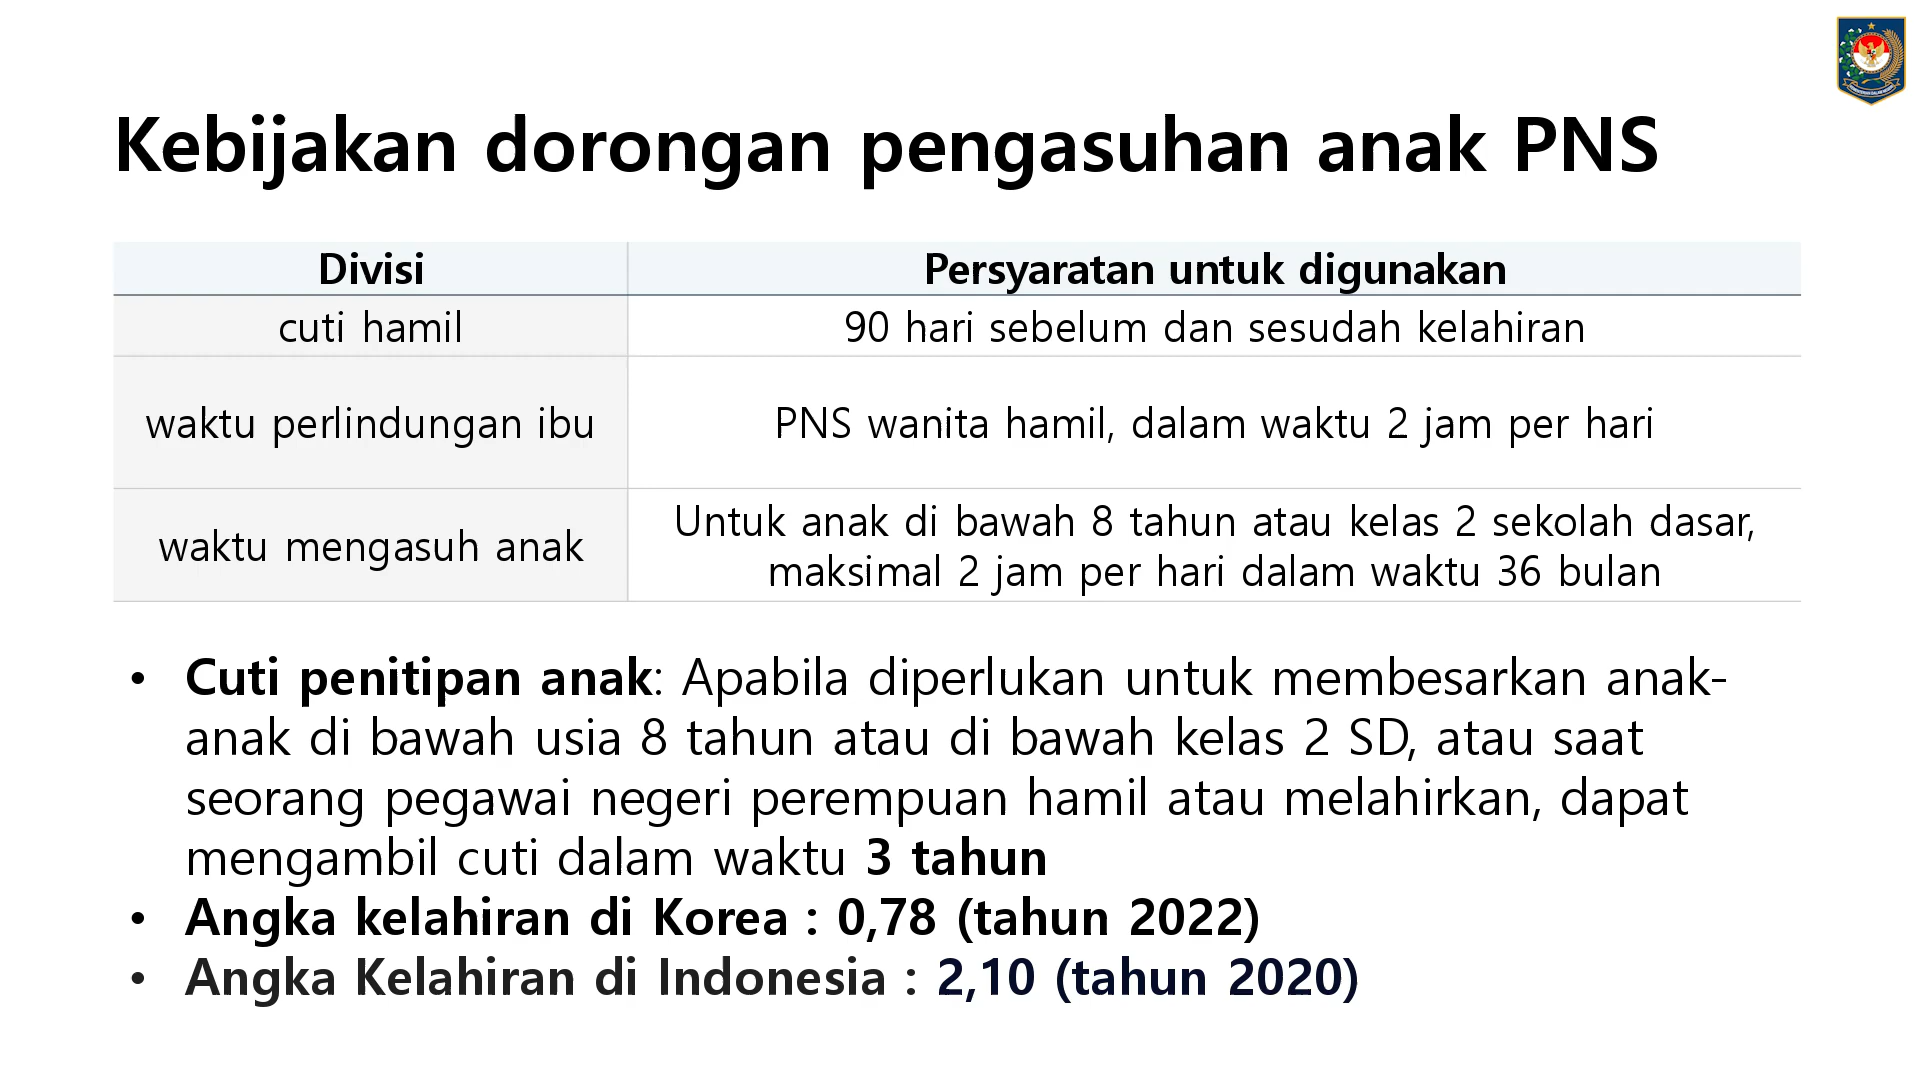 Kebijakan dorongan pengasuhan anak PNS
Divisi
Persyaratan untuk digunakan
cuti hamil
90 hari sebelum dan sesudah kelahiran
waktu perlindungan ibu
PNS wanita hamil, dalam waktu 2 jam per hari
waktu mengasuh anak
Untuk anak di bawah 8 tahun atau kelas 2 sekolah dasar,
maksimal 2 jam per hari dalam waktu 36 bulan
• Cuti penitipan anak: Apabila diperlukan untuk membesarkan anak-
anak di bawah usia 8 tahun atau di bawah kelas 2 SD, atau saat
seorang pegawai negeri perempuan hamil atau melahirkan, dapat
mengambil cuti dalam waktu 3 tahun
• Angka kelahiran di Korea : 0,78 (tahun 2022)
• Angka Kelahiran di Indonesia : 2,10 (tahun 2020)